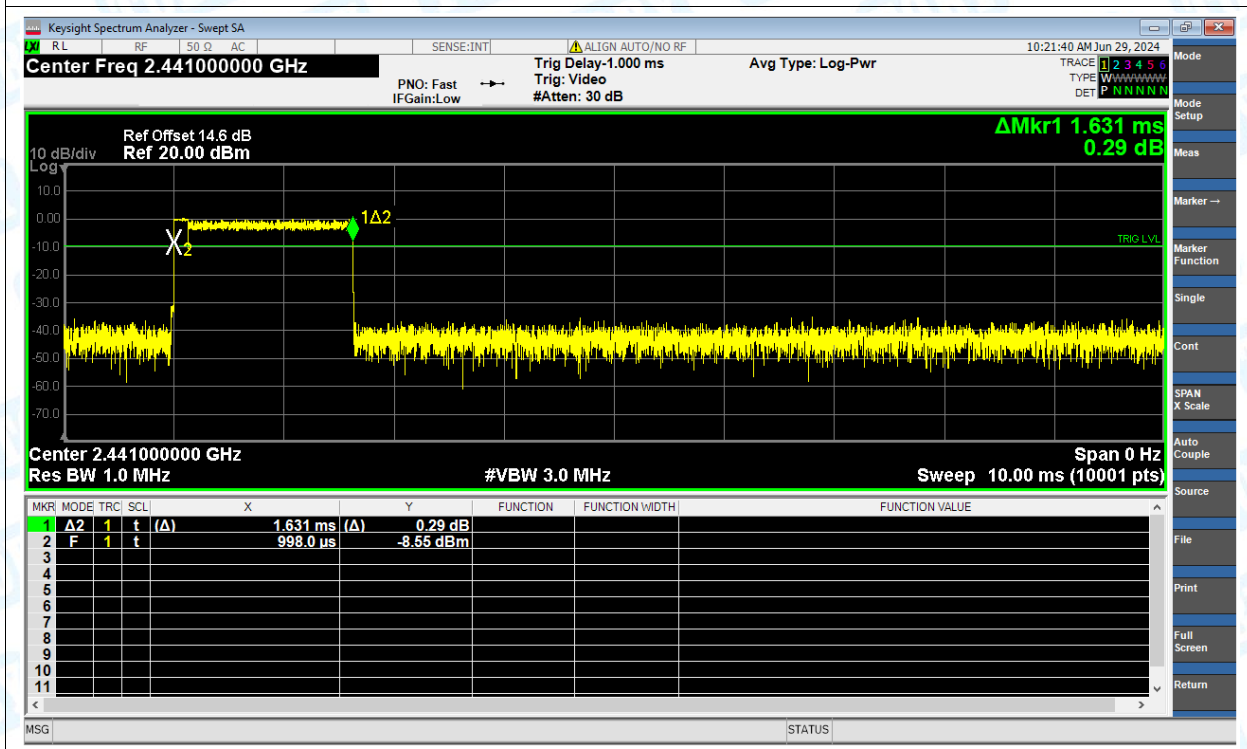 Keysight Spectrum Analyzer - Swept SA
LXI RL RF 50 Ω AC SENSE:INT ALIGN AUTO/NO RF 10:21:40 AM Jun 29, 2024
Center Freq 2.441000000 GHz
PNO: Fast
IFGain:Low
Trig Delay-1.000 ms
Trig: Video
#Atten: 30 dB
Avg Type: Log-Pwr
TRACE 1 2 3 4 5 6
TYPE WWWWWW
DET P N N N N N
ΔMkr1 1.631 ms
0.29 dB
Ref Offset 14.6 dB
10 dB/div Ref 20.00 dBm
Log
10.0
0.00
-10.0
-20.0
-30.0
-40.0
-50.0
-60.0
-70.0
1Δ2
2
TRIG LVL
Center 2.441000000 GHz Span 0 Hz
Res BW 1.0 MHz #VBW 3.0 MHz Sweep 10.00 ms (10001 pts)
MKR MODE TRC SCL X Y FUNCTION FUNCTION WIDTH FUNCTION VALUE
1 Δ2 1 t (Δ) 1.631 ms (Δ) 0.29 dB
2 F 1 t 998.0 µs -8.55 dBm
3
4
5
6
7
8
9
10
11
MSG STATUS
Mode
Mode
Setup
Meas
Marker →
Marker
Function
Single
Cont
SPAN
X Scale
Auto
Couple
Source
File
Print
Full
Screen
Return